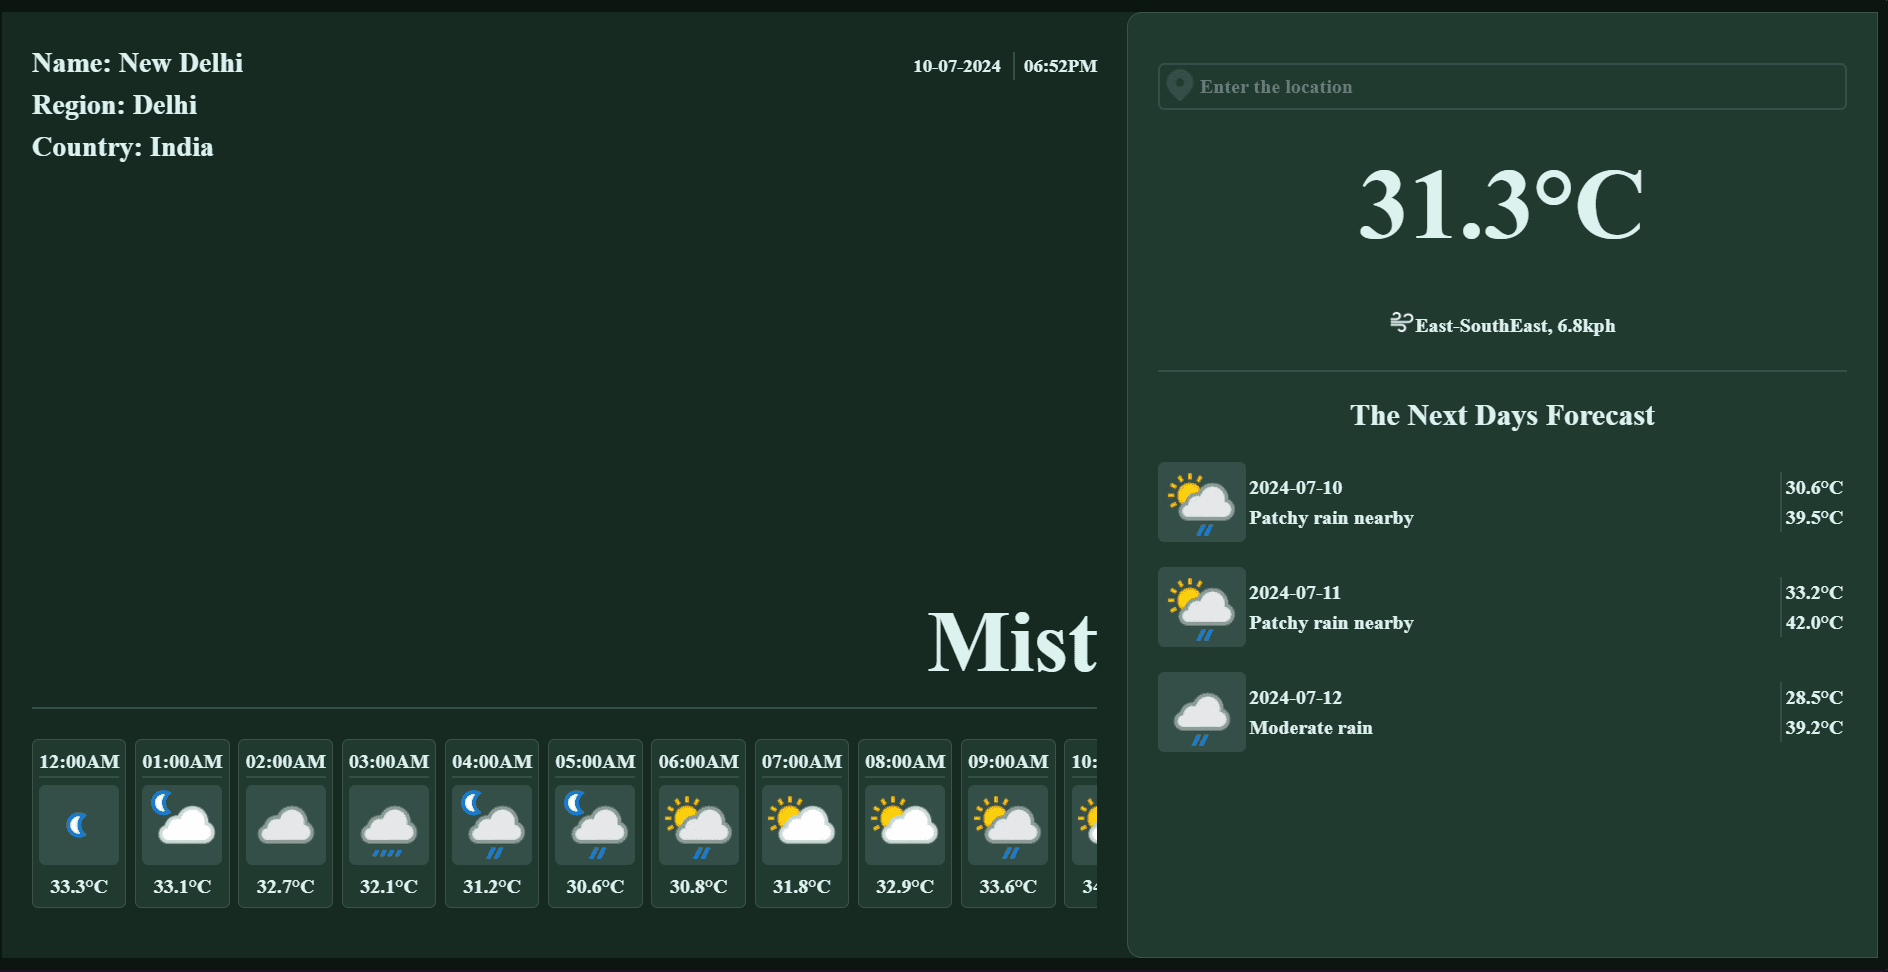 Name: New Delhi
Region: Delhi
Country: India
10-07-2024
06:52PM
Mist
12:00AM
33.3°C
01:00AM
33.1°C
02:00AM
32.7°C
03:00AM
32.1°C
04:00AM
31.2°C
05:00AM
30.6°C
06:00AM
30.8°C
07:00AM
31.8°C
08:00AM
32.9°C
09:00AM
33.6°C
10:
Enter the location
31.3°C
East-SouthEast, 6.8kph
The Next Days Forecast
2024-07-10
Patchy rain nearby
30.6°C
39.5°C
2024-07-11
Patchy rain nearby
33.2°C
42.0°C
2024-07-12
Moderate rain
28.5°C
39.2°C